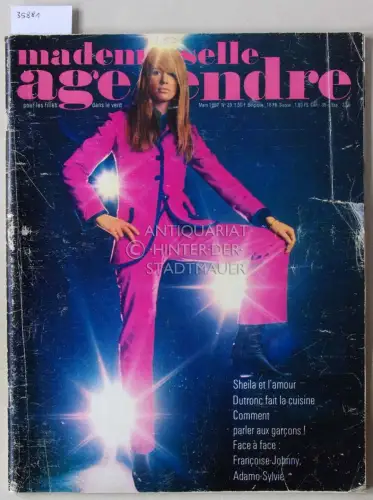 35881
mademoiselle
age tendre
pour les filles dans le vent
Mars
ANTIQUARIAT
·HINTER·DER·
STADTMAUER
Sheila et l'amour
Dutronc fait la cuisine
Comment
parler aux garçons !
Face à face :
Françoise-Johnny,
Adamo-Sylvie